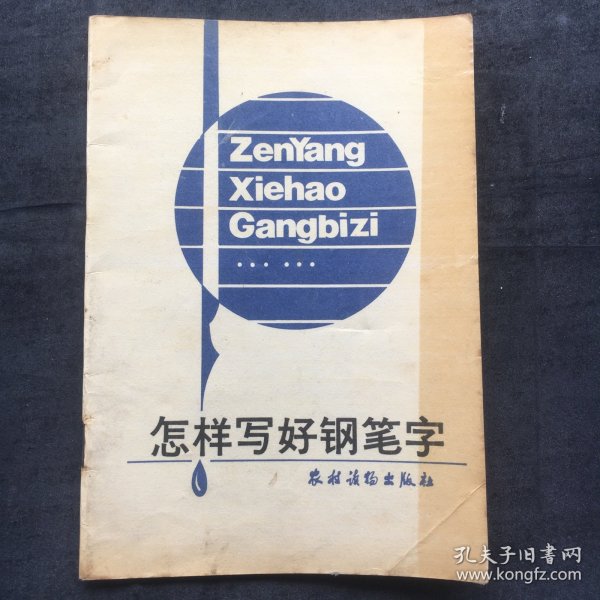 ZenYang
Xiehao
Gangbizi
... ...
怎样写好钢笔字
农村读物出版社
孔夫子旧書网
www.kongfz.com